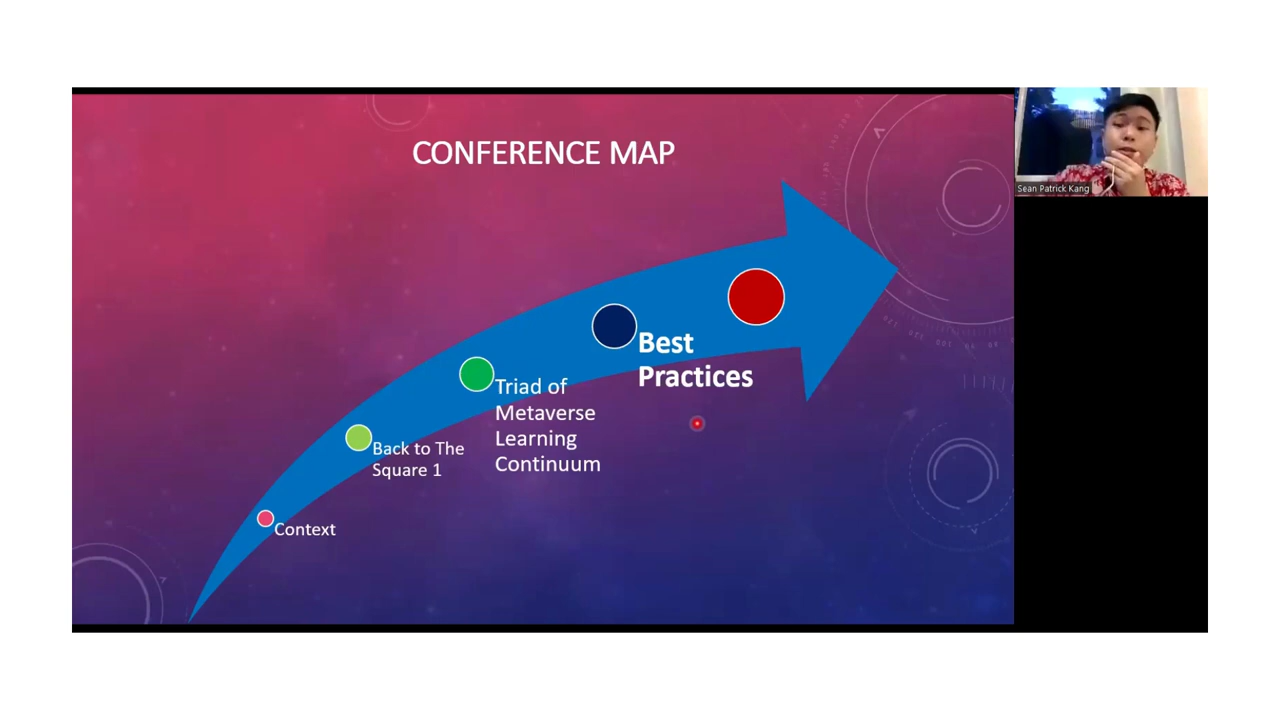 CONFERENCE MAP
Sean Patrick Kang
Best
Practices
Triad of
Metaverse
Learning
Continuum
Back to The
Square 1
Context